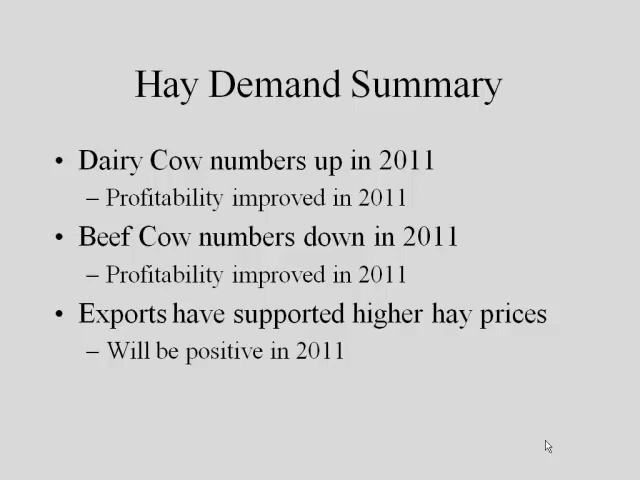 Hay Demand Summary
• Dairy Cow numbers up in 2011
– Profitability improved in 2011
• Beef Cow numbers down in 2011
– Profitability improved in 2011
• Exports have supported higher hay prices
– Will be positive in 2011